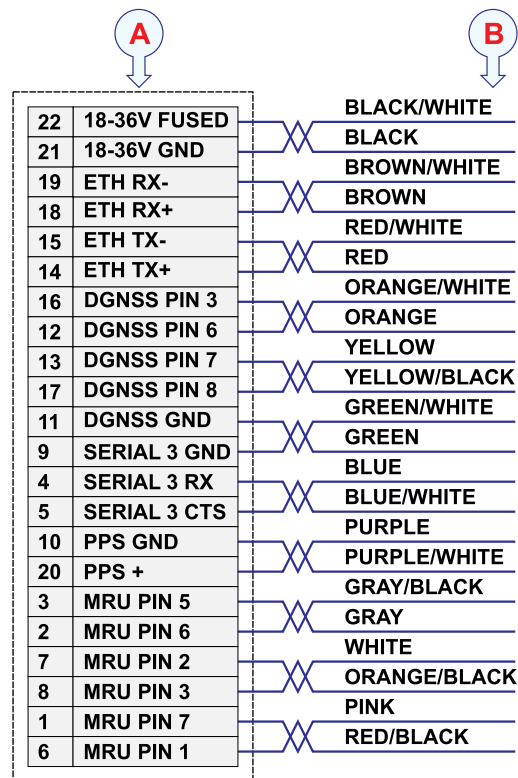 A B
BLACK/WHITE
22 18-36V FUSED
BLACK
21 18-36V GND
BROWN/WHITE
19 ETH RX-
BROWN
18 ETH RX+
RED/WHITE
15 ETH TX-
RED
14 ETH TX+
ORANGE/WHITE
16 DGNSS PIN 3
ORANGE
12 DGNSS PIN 6
YELLOW
13 DGNSS PIN 7
YELLOW/BLACK
17 DGNSS PIN 8
GREEN/WHITE
11 DGNSS GND
GREEN
9 SERIAL 3 GND
BLUE
4 SERIAL 3 RX
BLUE/WHITE
5 SERIAL 3 CTS
PURPLE
10 PPS GND
PURPLE/WHITE
20 PPS +
GRAY/BLACK
3 MRU PIN 5
GRAY
2 MRU PIN 6
WHITE
7 MRU PIN 2
ORANGE/BLACK
8 MRU PIN 3
PINK
1 MRU PIN 7
RED/BLACK
6 MRU PIN 1